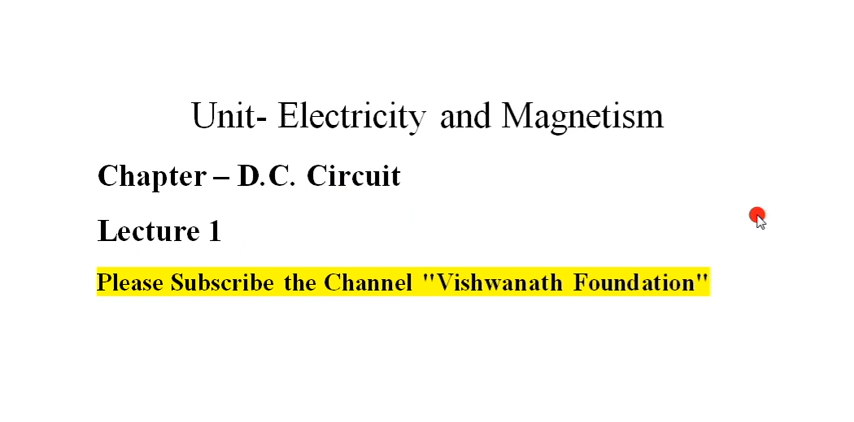 Unit- Electricity and Magnetism
Chapter – D.C. Circuit
Lecture 1
Please Subscribe the Channel "Vishwanath Foundation"